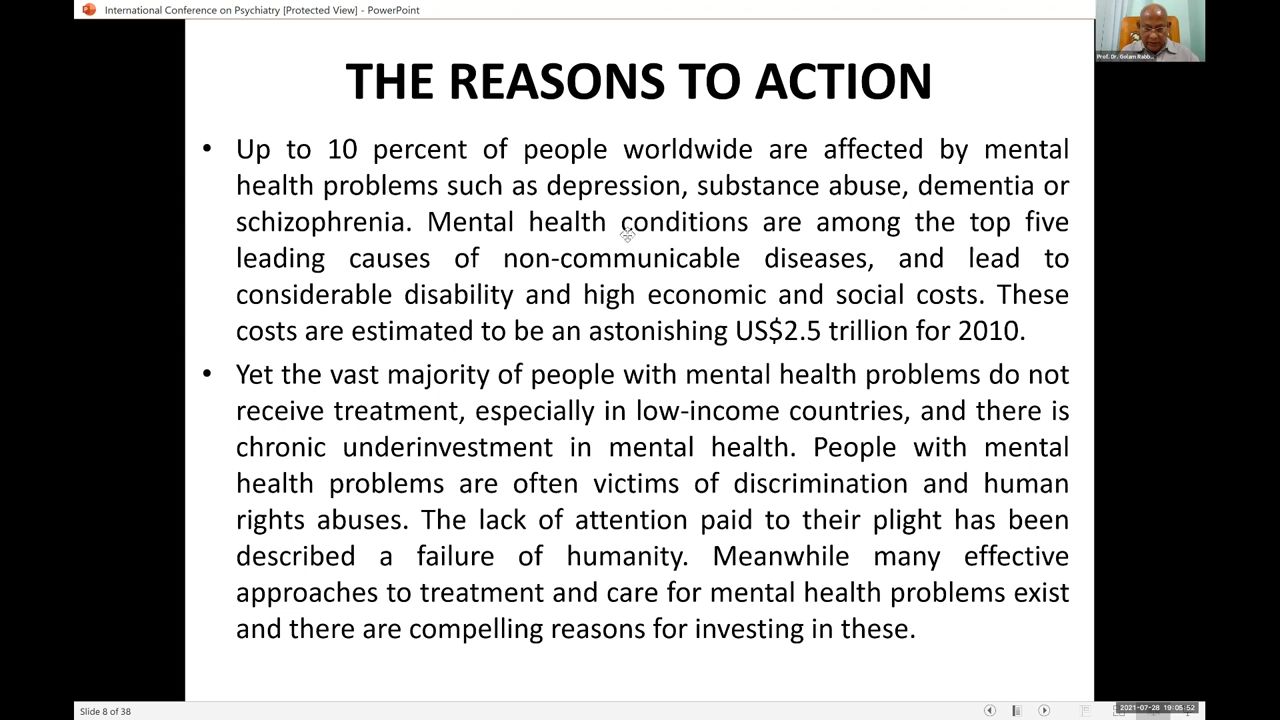 International Conference on Psychiatry [Protected View] - PowerPoint
Prof. Dr. Golam Rabb...
THE REASONS TO ACTION
• Up to 10 percent of people worldwide are affected by mental
health problems such as depression, substance abuse, dementia or
schizophrenia. Mental health conditions are among the top five
leading causes of non-communicable diseases, and lead to
considerable disability and high economic and social costs. These
costs are estimated to be an astonishing US$2.5 trillion for 2010.
• Yet the vast majority of people with mental health problems do not
receive treatment, especially in low-income countries, and there is
chronic underinvestment in mental health. People with mental
health problems are often victims of discrimination and human
rights abuses. The lack of attention paid to their plight has been
described a failure of humanity. Meanwhile many effective
approaches to treatment and care for mental health problems exist
and there are compelling reasons for investing in these.
Slide 8 of 38
2021-07-28 19:05:52